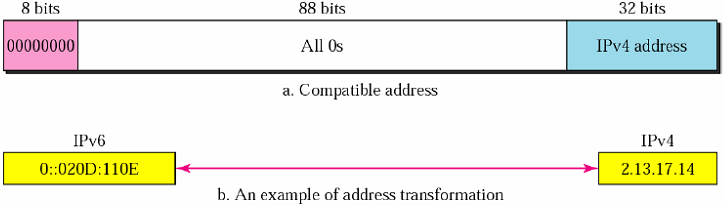 8 bits 88 bits 32 bits
00000000 All 0s IPv4 address
a. Compatible address
IPv6 IPv4
0::020D:110E 2.13.17.14
b. An example of address transformation